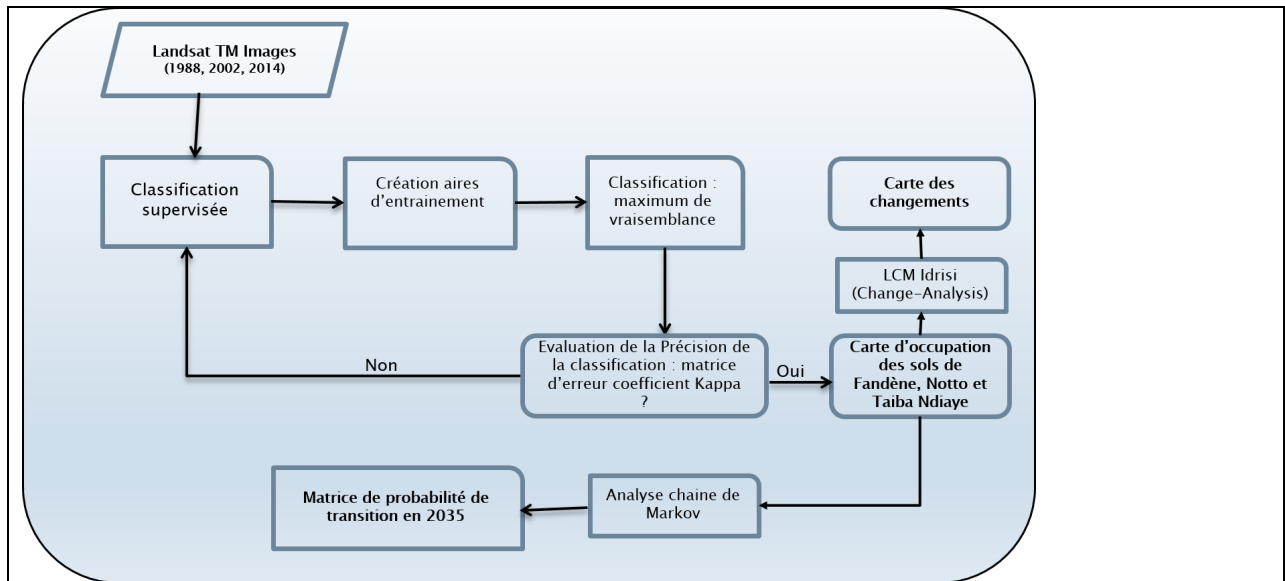 Landsat TM Images
(1988, 2002, 2014)
Classification
supervisée
Création aires
d’entrainement
Classification :
maximum de
vraisemblance
Carte des
changements
LCM Idrisi
(Change-Analysis)
Evaluation de la Précision de
la classification : matrice
d’erreur coefficient Kappa
?
Non
Oui
Carte d’occupation
des sols de
Fandène, Notto et
Taiba Ndiaye
Matrice de probabilité de
transition en 2035
Analyse chaine de
Markov